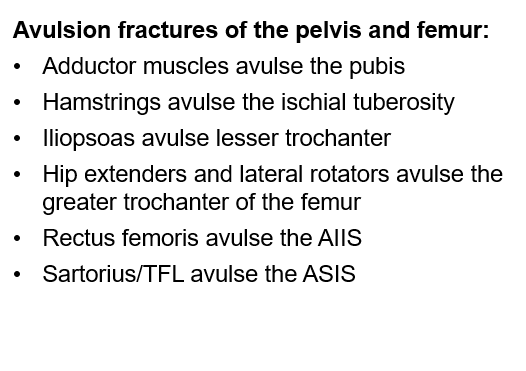 Avulsion fractures of the pelvis and femur:
• Adductor muscles avulse the pubis
• Hamstrings avulse the ischial tuberosity
• Iliopsoas avulse lesser trochanter
• Hip extenders and lateral rotators avulse the
greater trochanter of the femur
• Rectus femoris avulse the AIIS
• Sartorius/TFL avulse the ASIS